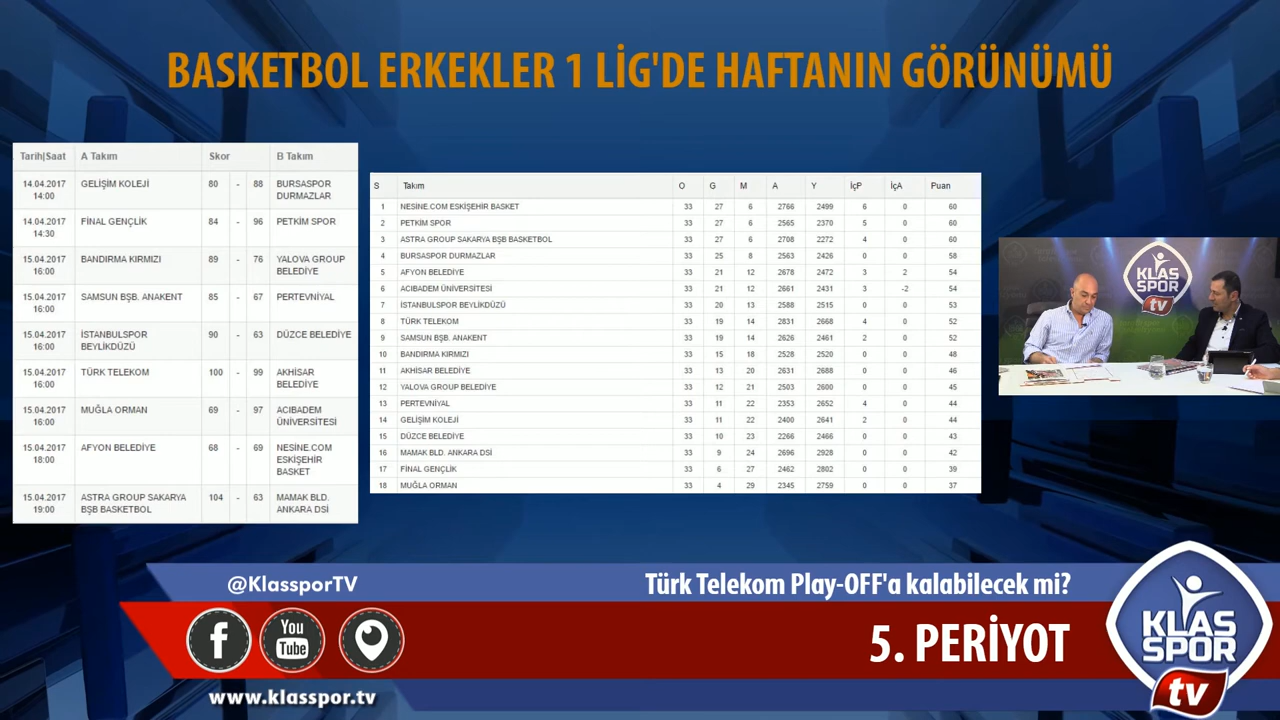 BASKETBOL ERKEKLER 1 LİG'DE HAFTANIN GÖRÜNÜMÜ
Tarih|Saat A Takım Skor B Takım
14.04.2017 14:00 GELİŞİM KOLEJİ 80 - 88 BURSASPOR DURMAZLAR
14.04.2017 14:30 FİNAL GENÇLİK 84 - 96 PETKİM SPOR
15.04.2017 16:00 BANDIRMA KIRMIZI 89 - 76 YALOVA GROUP BELEDİYE
15.04.2017 16:00 SAMSUN BŞB. ANAKENT 85 - 67 PERTEVNİYAL
15.04.2017 16:00 İSTANBULSPOR BEYLİKDÜZÜ 90 - 63 DÜZCE BELEDİYE
15.04.2017 16:00 TÜRK TELEKOM 100 - 99 AKHİSAR BELEDİYE
15.04.2017 16:00 MUĞLA ORMAN 69 - 97 ACIBADEM ÜNİVERSİTESİ
15.04.2017 18:00 AFYON BELEDİYE 68 - 69 NESİNE.COM ESKİŞEHİR BASKET
15.04.2017 19:00 ASTRA GROUP SAKARYA BŞB BASKETBOL 104 - 63 MAMAK BLD. ANKARA DSİ
S Takım O G M A Y İçP İçA Puan
1 NESİNE.COM ESKİŞEHİR BASKET 33 27 6 2766 2499 6 0 60
2 PETKİM SPOR 33 27 6 2565 2370 5 0 60
3 ASTRA GROUP SAKARYA BŞB BASKETBOL 33 27 6 2708 2272 4 0 60
4 BURSASPOR DURMAZLAR 33 25 8 2563 2426 0 0 58
5 AFYON BELEDİYE 33 21 12 2678 2472 3 2 54
6 ACIBADEM ÜNİVERSİTESİ 33 21 12 2661 2431 3 -2 54
7 İSTANBULSPOR BEYLİKDÜZÜ 33 20 13 2588 2515 0 0 53
8 TÜRK TELEKOM 33 19 14 2831 2668 4 0 52
9 SAMSUN BŞB. ANAKENT 33 19 14 2626 2461 2 0 52
10 BANDIRMA KIRMIZI 33 15 18 2528 2520 0 0 48
11 AKHİSAR BELEDİYE 33 13 20 2631 2688 0 0 46
12 YALOVA GROUP BELEDİYE 33 12 21 2503 2600 0 0 45
13 PERTEVNİYAL 33 11 22 2353 2652 4 0 44
14 GELİŞİM KOLEJİ 33 11 22 2400 2641 2 0 44
15 DÜZCE BELEDİYE 33 10 23 2266 2466 0 0 43
16 MAMAK BLD. ANKARA DSİ 33 9 24 2696 2928 0 0 42
17 FİNAL GENÇLİK 33 6 27 2462 2802 0 0 39
18 MUĞLA ORMAN 33 4 29 2345 2759 0 0 37
KLAS
SPOR
tv
@KlassporTV
Türk Telekom Play-OFF'a kalabilecek mi?
You
Tube
5. PERİYOT
www.klasspor.tv
KLAS
SPOR
tv